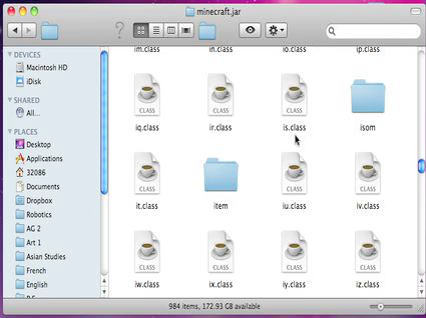 minecraft.jar
im.class
in.class
io.class
ip.class
DEVICES
Macintosh HD
iDisk
SHARED
All...
PLACES
Desktop
Applications
32086
Documents
Dropbox
Robotics
AG 2
Art 1
Asian Studies
French
English
iq.class
ir.class
is.class
isom
CLASS
CLASS
CLASS
it.class
item
iu.class
iv.class
CLASS
CLASS
CLASS
iw.class
ix.class
iy.class
iz.class
CLASS
CLASS
CLASS
CLASS
984 items, 172.93 GB available